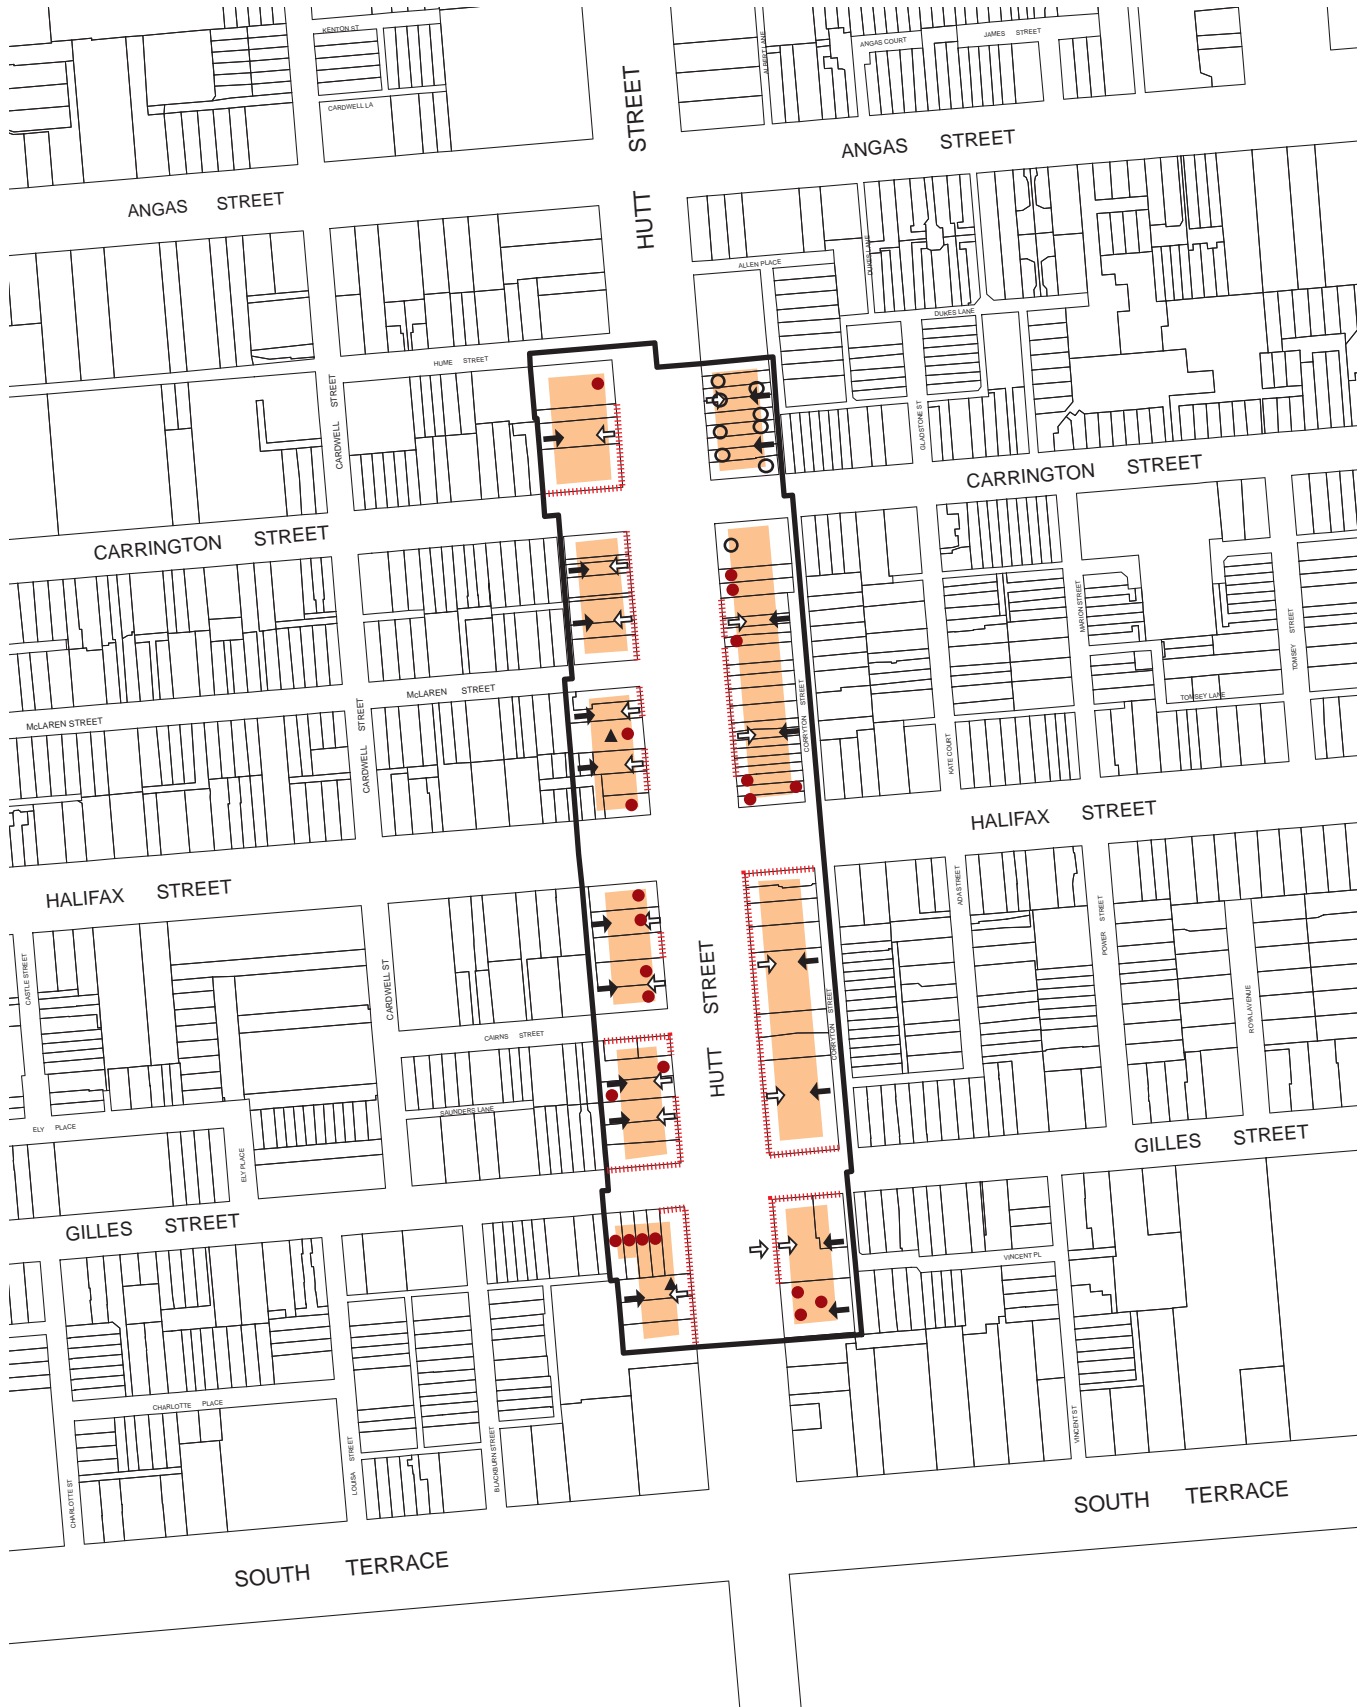 KENTON ST
CARDWELL LA
STREET
HUTT
ALBERT LANE
ANGAS COURT
JAMES STREET
ANGAS STREET
ANGAS STREET
ALLEN PLACE
DUKES LANE
DUKES LANE
HUME STREET
CARDWELL STREET
GLADSTONE ST
CARRINGTON STREET
CARRINGTON STREET
MARION STREET
TOMSEY STREET
TOMSEY LANE
McLAREN STREET
McLAREN STREET
CARDWELL STREET
CORRYTON STREET
KATE COURT
HALIFAX STREET
HALIFAX STREET
ADA STREET
POWER STREET
CASTLE STREET
CARDWELL ST
HUTT STREET
CORRYTON STREET
ROYAL AVENUE
CAIRNS STREET
SAUNDERS LANE
ELY PLACE
ELY PLACE
GILLES STREET
GILLES STREET
VINCENT PL
CHARLOTTE PLACE
CHARLOTTE ST
LOUISA STREET
BLACKBURN STREET
VINCENT ST
SOUTH TERRACE
SOUTH TERRACE